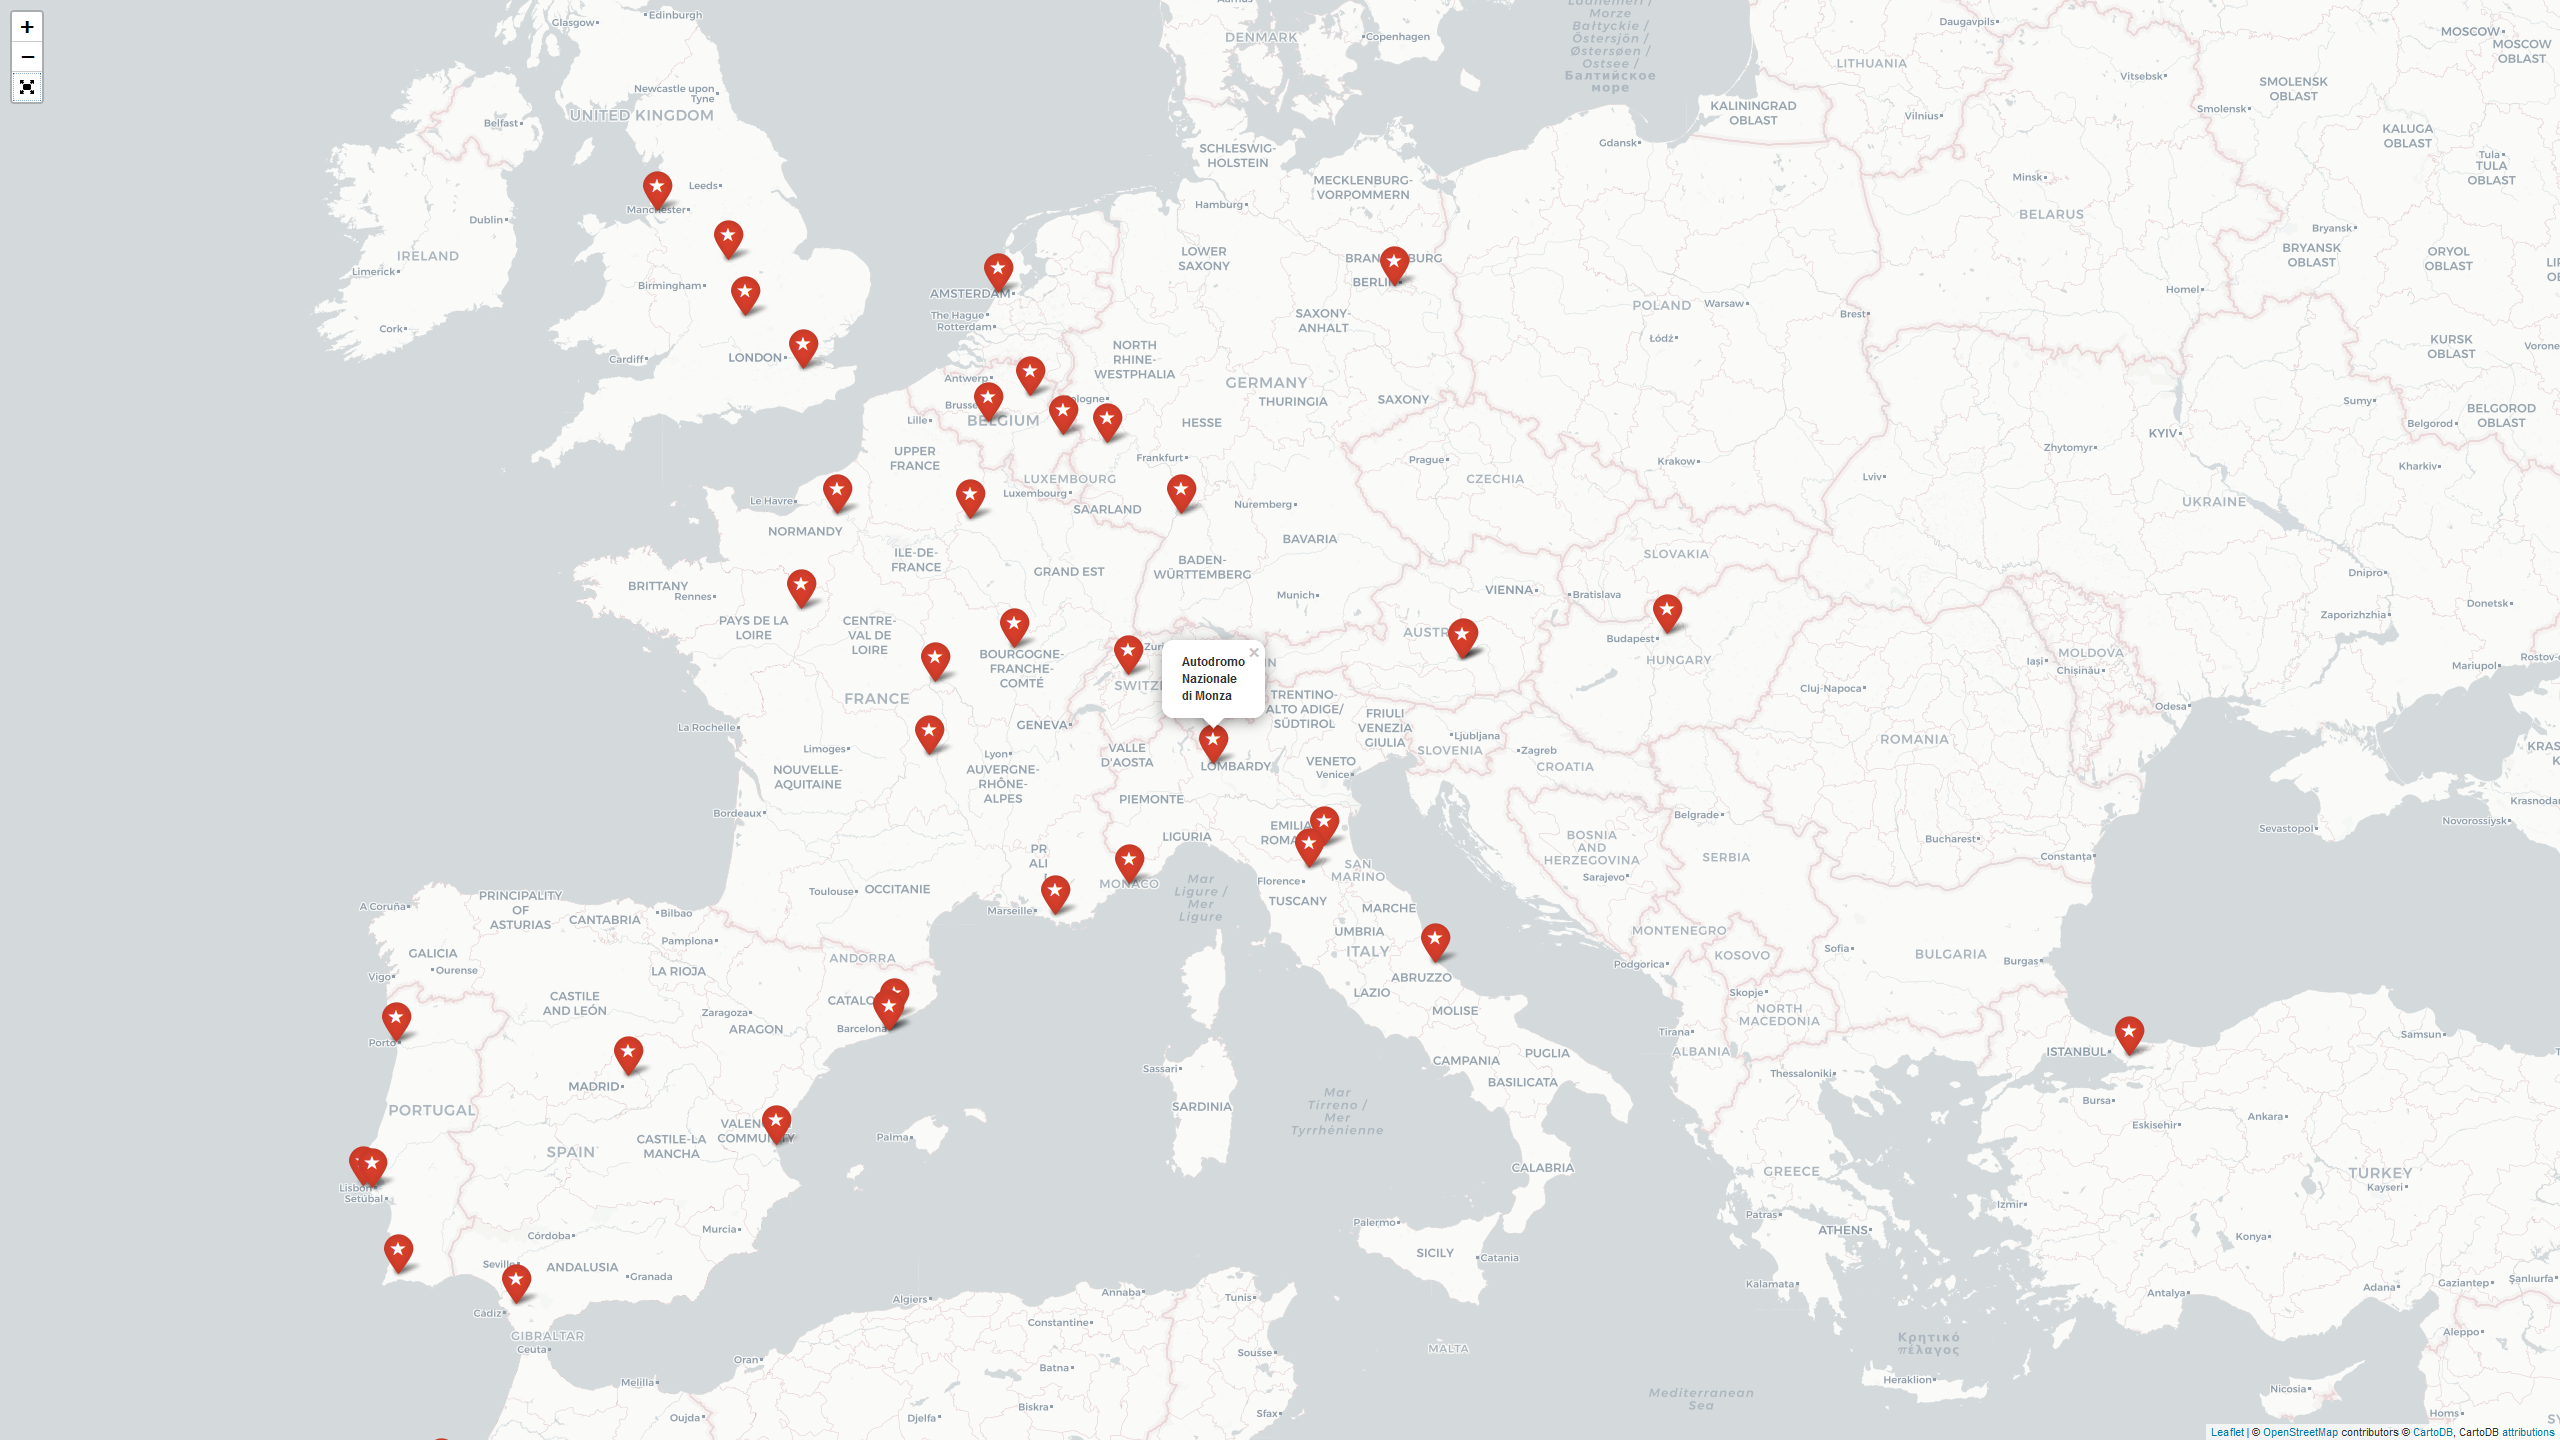 +
−
Autodromo
Nazionale
di Monza
×
Glasgow
Edinburgh
Newcastle upon
Tyne
UNITED KINGDOM
Belfast
Leeds
Manchester
Dublin
IRELAND
Limerick
Cork
Birmingham
Cardiff
LONDON
DENMARK
Copenhagen
Morze
Bałtyckie /
Östersjön /
Østersøen /
Ostsee /
Балтийское
море
Daugavpils
LITHUANIA
KALININGRAD
OBLAST
Vilnius
Gdansk
MOSCOW
MOSCOW
OBLAST
Vitsebsk
SMOLENSK
OBLAST
Smolensk
KALUGA
OBLAST
Tula
TULA
OBLAST
Minsk
BELARUS
Bryansk
BRYANSK
OBLAST
ORYOL
OBLAST
Homel
KURSK
OBLAST
SCHLESWIG-
HOLSTEIN
MECKLENBURG-
VORPOMMERN
Hamburg
LOWER
SAXONY
BERLIN
SAXONY-
ANHALT
AMSTERDAM
The Hague
Rotterdam
NORTH
RHINE-
WESTPHALIA
GERMANY
THURINGIA
SAXONY
HESSE
POLAND
Warsaw
Łódź
Brest
Antwerp
BELGIUM
Lille
UPPER
FRANCE
LUXEMBOURG
Luxembourg
SAARLAND
Frankfurt
Nuremberg
BAVARIA
BADEN-
WÜRTTEMBERG
Munich
Prague
CZECHIA
Krakow
Lviv
Zhytomyr
KYIV
Sumy
Belgorod
BELGOROD
OBLAST
Kharkiv
UKRAINE
Dnipro
Donetsk
Zaporizhzhia
Mariupol
Le Havre
NORMANDY
ILE-DE-
FRANCE
GRAND EST
BRITTANY
Rennes
PAYS DE LA
LOIRE
CENTRE-
VAL DE
LOIRE
BOURGOGNE-
FRANCHE-
COMTÉ
FRANCE
GENEVA
La Rochelle
Limoges
Lyon
NOUVELLE-
AQUITAINE
AUVERGNE-
RHÔNE-
ALPES
Bordeaux
Toulouse
OCCITANIE
Marseille
MONACO
VALLE
D'AOSTA
PIEMONTE
LIGURIA
LOMBARDY
TRENTINO-
ALTO ADIGE/
SÜDTIROL
FRIULI
VENEZIA
GIULIA
VENETO
Venice
VIENNA
Bratislava
SLOVAKIA
Budapest
HUNGARY
Ljubljana
SLOVENIA
Zagreb
CROATIA
BOSNIA
AND
HERZEGOVINA
Sarajevo
Belgrade
SERBIA
Cluj-Napoca
ROMANIA
Bucharest
Constanța
Iași
MOLDOVA
Chișinău
Odesa
Sevastopol
Novorossiysk
SAN
MARINO
Florence
TUSCANY
MARCHE
UMBRIA
ITALY
ABRUZZO
LAZIO
MOLISE
CAMPANIA
PUGLIA
BASILICATA
CALABRIA
Mar
Ligure /
Mer
Ligure
Mar
Tirreno /
Mer
Tyrrhénienne
Sassari
SARDINIA
Palermo
SICILY
Catania
MONTENEGRO
KOSOVO
Podgorica
Sofia
BULGARIA
Burgas
Skopje
NORTH
MACEDONIA
Tirana
ALBANIA
Thessaloniki
GREECE
Patras
ATHENS
Kalamata
Κρητικό
πέλαγος
Heraklion
ISTANBUL
Bursa
Eskisehir
Ankara
Samsun
TURKEY
Kayseri
Izmir
Konya
Antalya
Adana
Gaziantep
Şanlıurfa
Aleppo
Nicosia
Homs
A Coruña
PRINCIPALITY
OF
ASTURIAS
CANTABRIA
Bilbao
Pamplona
GALICIA
Ourense
Vigo
LA RIOJA
ANDORRA
CASTILE
AND LEÓN
Zaragoza
ARAGON
Barcelona
Porto
MADRID
PORTUGAL
SPAIN
CASTILE-LA
MANCHA
COMMUNITY
Palma
Lisbon
Setúbal
Murcia
Córdoba
Seville
ANDALUSIA
Granada
Cádiz
GIBRALTAR
Ceuta
Melilla
Oujda
Oran
Algiers
Annaba
Tunis
Constantine
Batna
Sousse
Biskra
Djelfa
Sfax
MALTA
Mediterranean
Sea
Leaflet | © OpenStreetMap contributors © CartoDB, CartoDB attributions